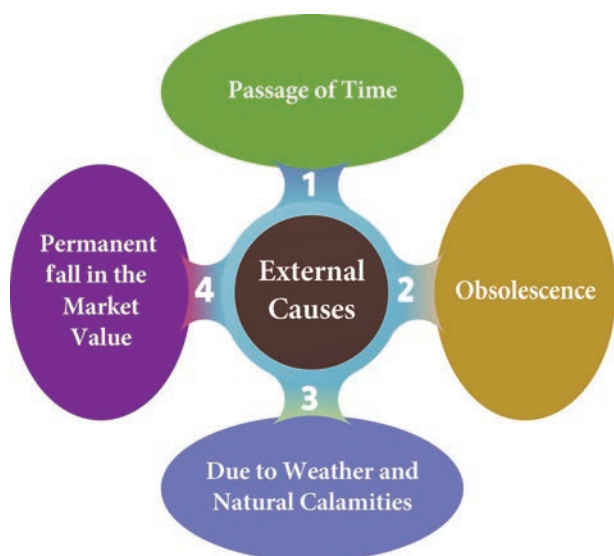 Passage of Time
1
Permanent
fall in the
Market
Value
4
External
Causes
2
Obsolescence
3
Due to Weather and
Natural Calamities